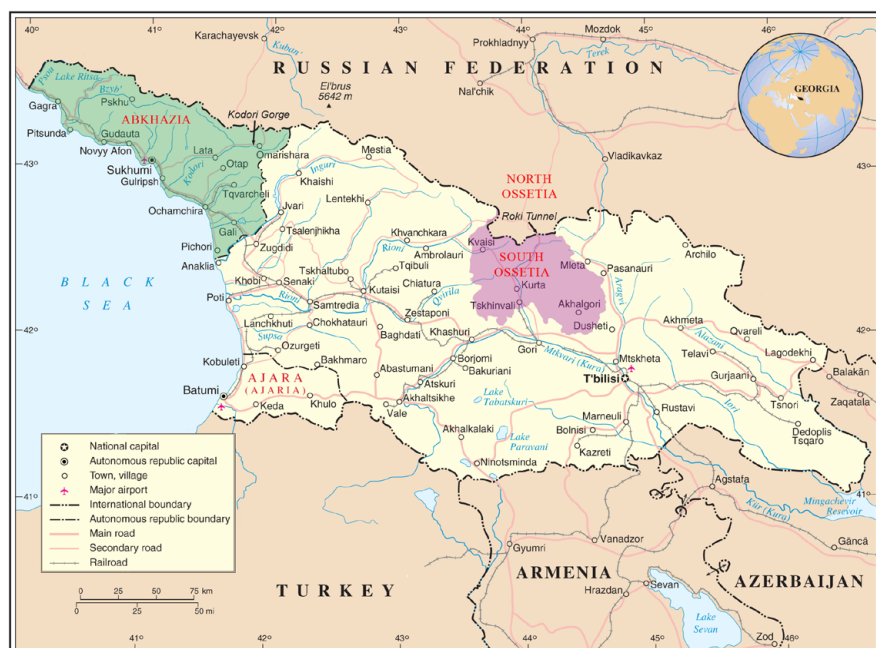 40° 41° 42° 43° 44° 45° 46°
Karachayevsk
Kuban'
Prokhladnyy
Mozdok
Terek
RUSSIAN FEDERATION
El'brus
5642 m
Nal'chik
GEORGIA
Psou
Lake Ritsa
Bzyb'
Pskhu
Gagra
ABKHAZIA
Kodori Gorge
Pitsunda
Gudauta
Novyy Afon
Lata
Omarishara
Mestia
43°
43°
Vladikavkaz
Sukhumi
Kodori
Otap
Inguri
Gulripsh
Khaishi
NORTH
OSSETIA
Tqvarcheli
Lentekhi
Ochamchira
Jvari
Roki Tunnel
Gali
Tsalenjikha
Khvanchkara
Pichori
Zugdidi
Rioni
Ambrolauri
Kvaisi
Archilo
SOUTH
OSSETIA
Mleta
Anaklia
Tqibuli
Pasanauri
BLACK
SEA
Khobi
Senaki
Tskhaltubo
Chiatura
Kurta
Aragvi
Kutaisi
Qvirila
Poti
Rioni
Samtredia
Tskhinvali
Akhalgori
Zestaponi
Lanchkhuti
Chokhatauri
Dusheti
Akhmeta
42°
42°
Supsa
Baghdati
Khashuri
Qvareli
Alazani
Ozurgeti
Gori
Mtkvari (Kura)
Telavi
Lagodekhi
Kobuleti
Bakhmaro
Borjomi
Mtskheta
Bakuriani
Balakän
AJARA
(AJARIA)
Abastumani
T'bilisi
Gurjaani
Atskuri
Batumi
Akhaltsikhe
Lake
Tabatskuri
Zaqatala
Keda
Khulo
Vale
Marneuli
Rustavi
Iori
Tsnori
Akhalkalaki
Lake
Paravani
Bolnisi
Dedoplis
Tsqaro
Kazreti
Ninotsminda
National capital
Autonomous republic capital
Town, village
Major airport
International boundary
Autonomous republic boundary
Main road
Secondary road
Railroad
Agstafa
41°
41°
Mingachevir
Resevoir
Kür (Kura)
Gyumri
Vanadzor
Gäncä
TURKEY
ARMENIA
AZERBAIJAN
Hrazdan
Sevan
Lake
Sevan
Zod
0 25 50 75 km
0 25 50 mi
41° 42° 43° 44° 45° 46°